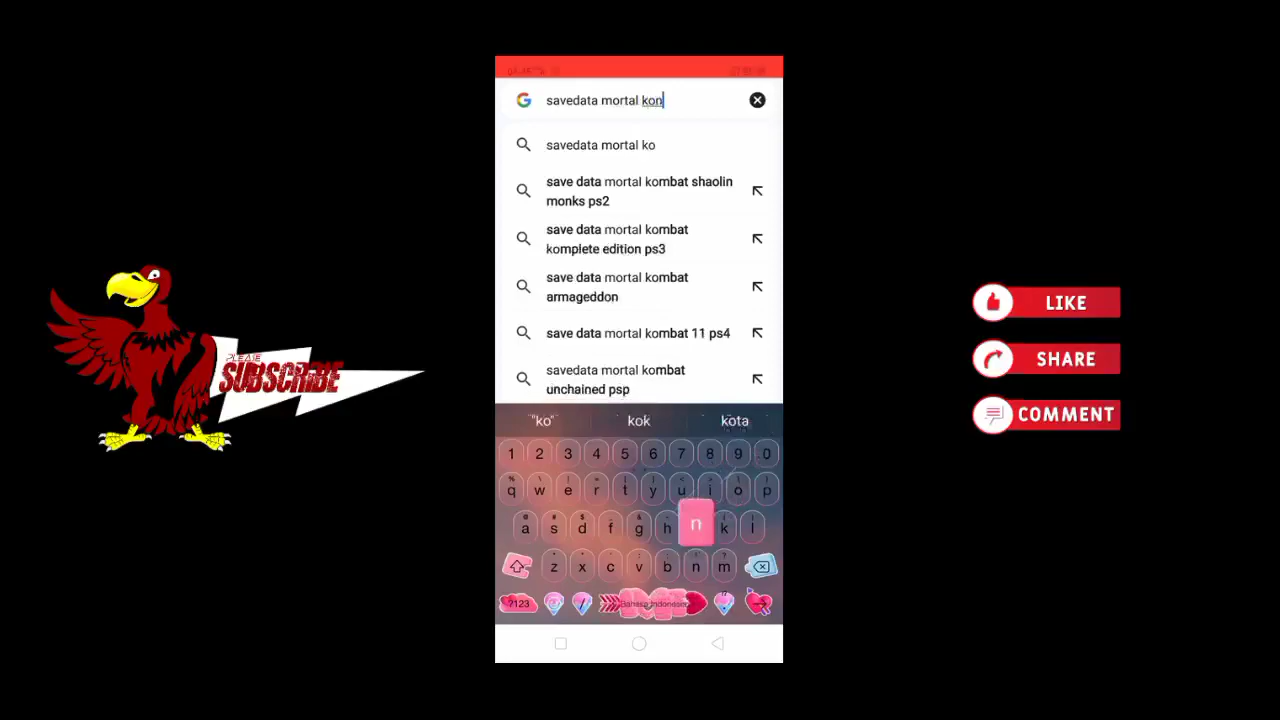 savedata mortal kon
savedata mortal ko
save data mortal kombat shaolin
monks ps2
save data mortal kombat
komplete edition ps3
save data mortal kombat
armageddon
save data mortal kombat 11 ps4
savedata mortal kombat
unchained psp
"ko" kok kota
1 2 3 4 5 6 7 8 9 0
q w e r t y u i o p
a s d f g h n k l
z x c v b n m
?123 Bahasa Indonesia
PLEASE
SUBSCRIBE
LIKE
SHARE
COMMENT